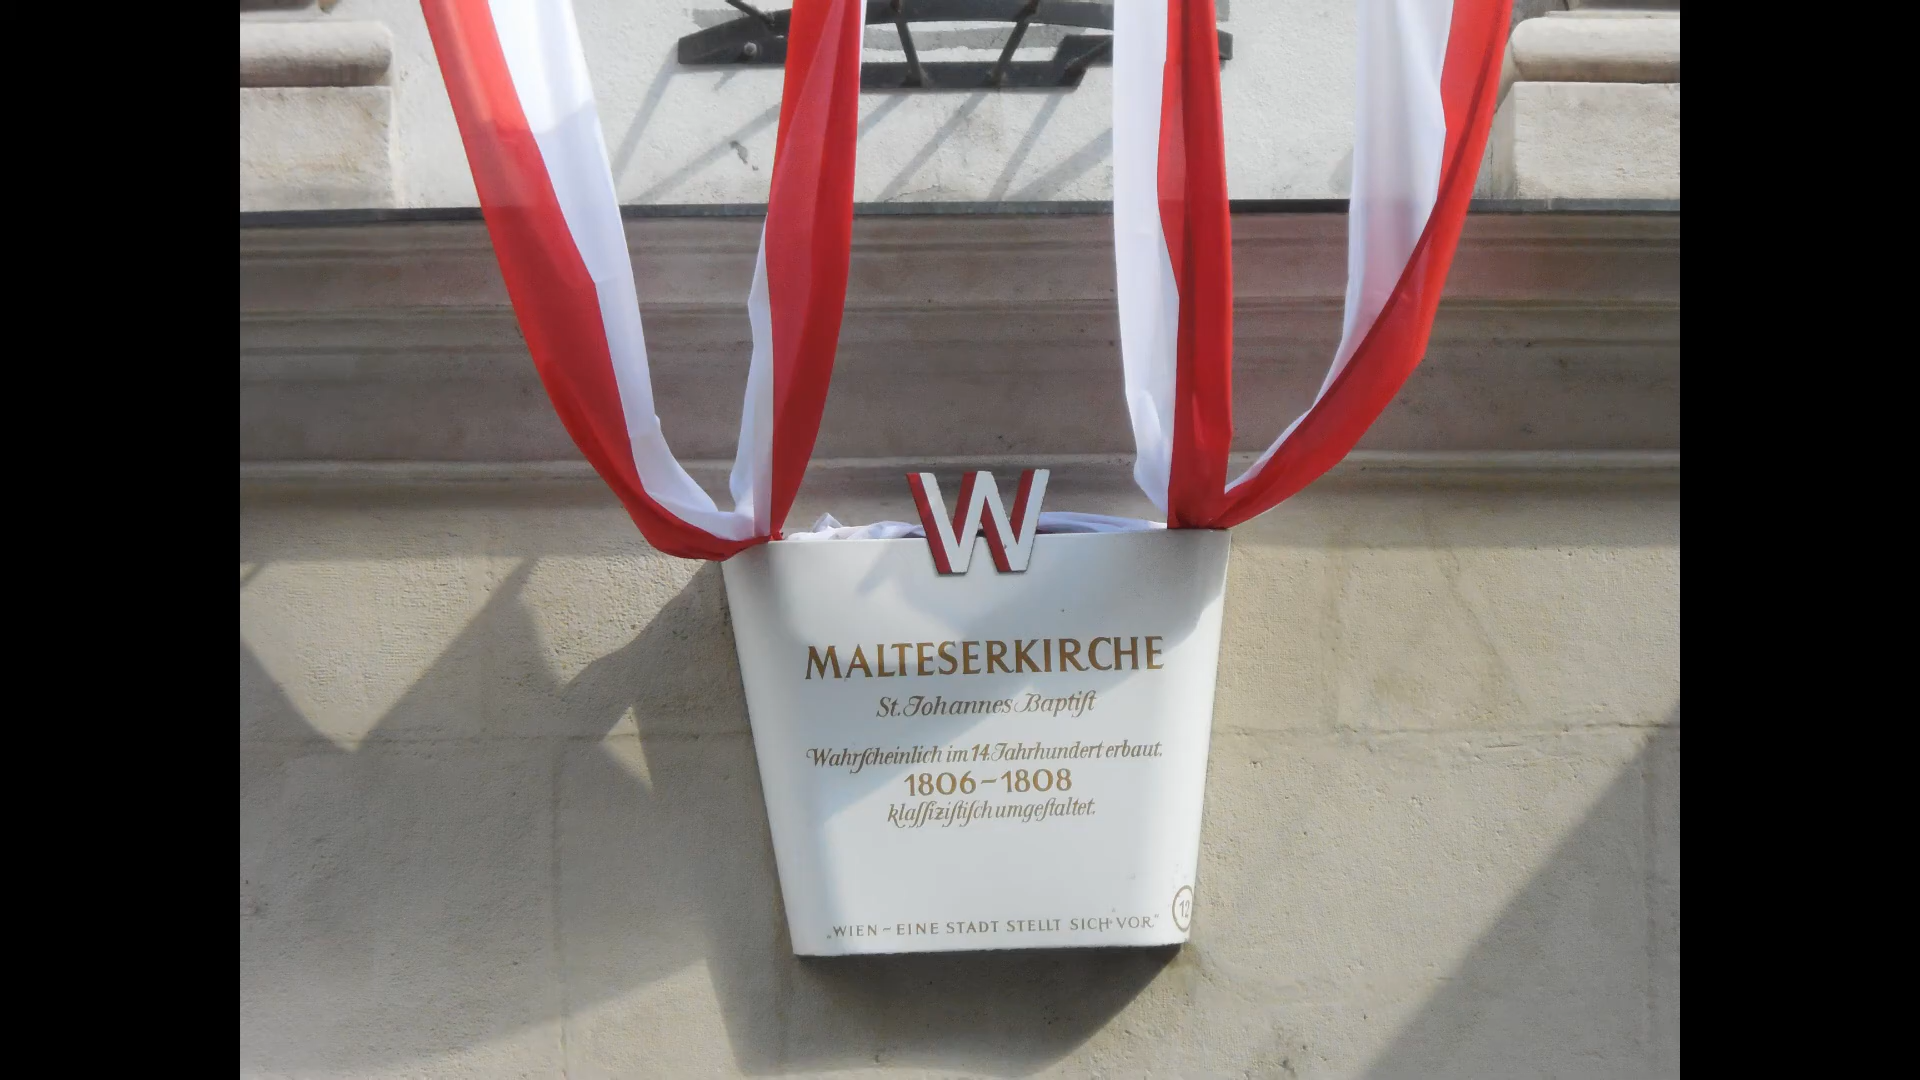 W
MALTESERKIRCHE
St. Johannes Baptiſt
Wahrſcheinlich im 14. Jahrhundert erbaut,
1806–1808
klaſſiziſtiſch umgeſtaltet.
„WIEN – EINE STADT STELLT SICH VOR.“
12